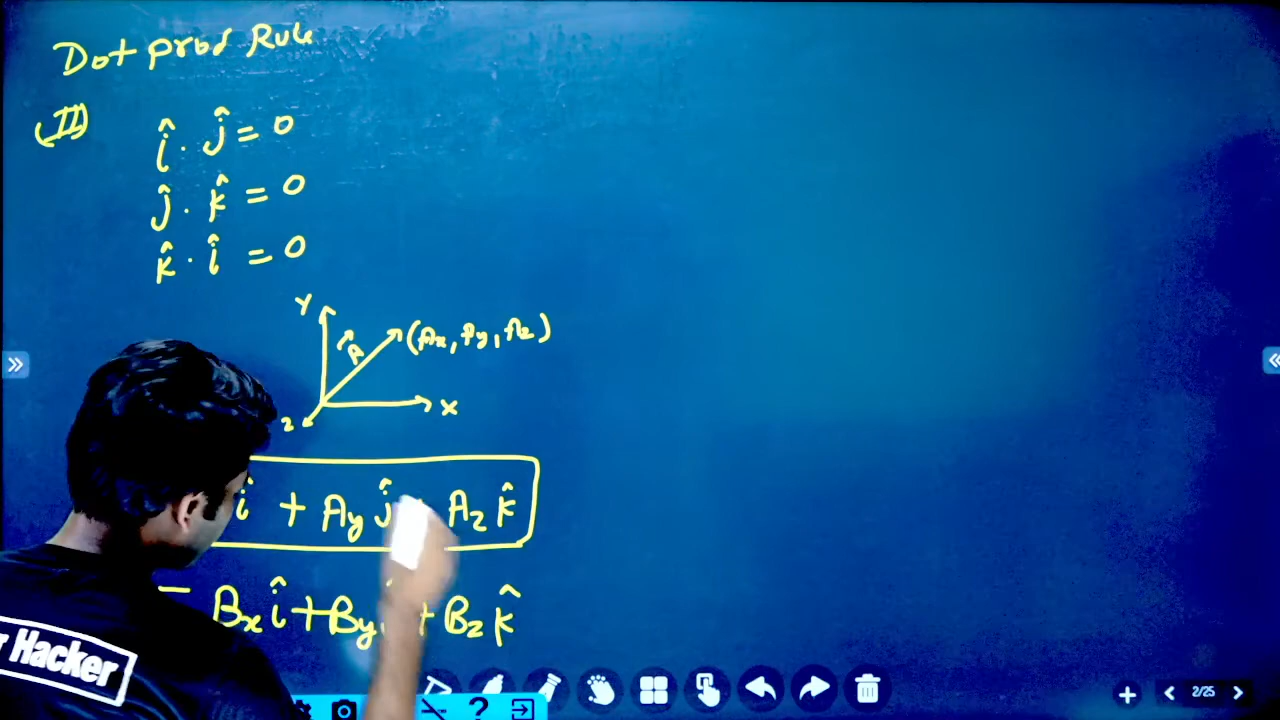 Dot prod Rule
(II)
î · ĵ = 0
ĵ · k̂ = 0
k̂ · î = 0
Y
A⃗ (Ax, Ay, Az)
X
Z
î + Ay ĵ + Az k̂
= Bx î + By + Bz k̂
Hacker
?
2/25